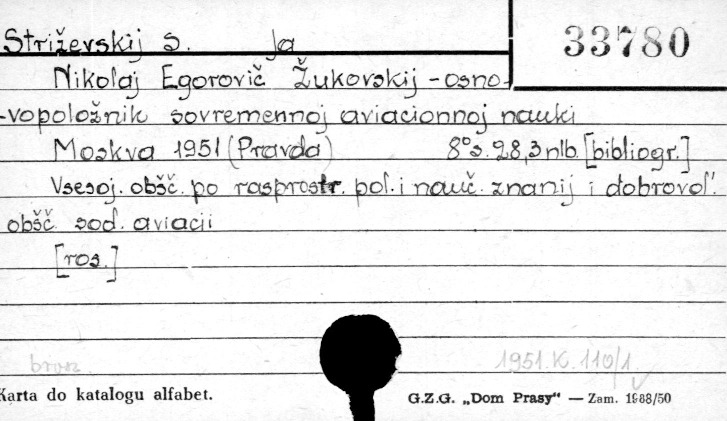 Striževskij S. Ja
33780
Nikolaj Egorovič Žukovskij - osno-
-vopoložnik sovremennoj aviacionnoj nauki
Moskva 1951 (Pravda) 8° s. 28, 3 nlb. [bibliogr.]
Vsesoj. obšč. po rasprostr. pol. i nauč. znanij i dobrovol'.
obšč. sod. aviacii
[ros.]
brosz. 1951.K.110/1
Karta do katalogu alfabet. G.Z.G. „Dom Prasy" — Zam. 1988/50